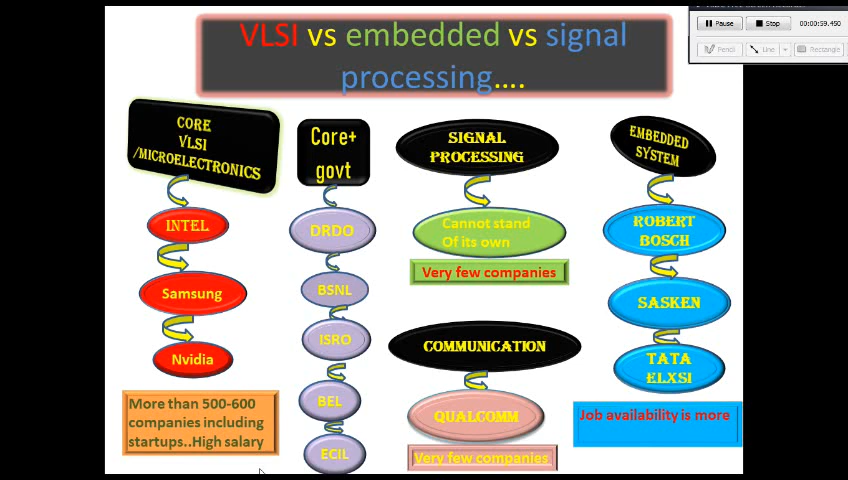 Pause
Stop
00:00:59.450
Pencil
Line
Rectangle
VLSI vs embedded vs signal
processing....
CORE
VLSI
/MICROELECTRONICS
INTEL
Samsung
Nvidia
More than 500-600
companies including
startups..High salary
Core+
govt
DRDO
BSNL
ISRO
BEL
ECIL
SIGNAL
PROCESSING
Cannot stand
Of its own
Very few companies
COMMUNICATION
QUALCOMM
Very few companies
EMBEDDED
SYSTEM
ROBERT
BOSCH
SASKEN
TATA
ELXSI
Job availability is more